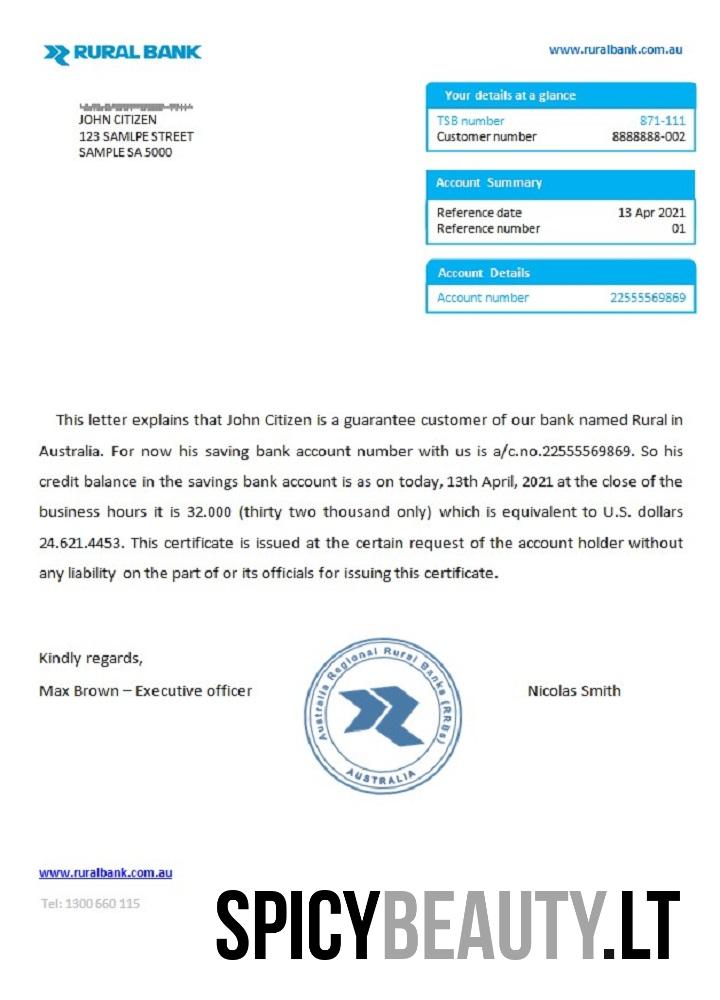 RURAL BANK
www.ruralbank.com.au
JOHN CITIZEN
123 SAMLPE STREET
SAMPLE SA 5000
Your details at a glance
TSB number 871-111
Customer number 8888888-002
Account Summary
Reference date 13 Apr 2021
Reference number 01
Account Details
Account number 22555569869
This letter explains that John Citizen is a guarantee customer of our bank named Rural in
Australia. For now his saving bank account number with us is a/c.no.22555569869. So his
credit balance in the savings bank account is as on today, 13th April, 2021 at the close of the
business hours it is 32.000 (thirty two thousand only) which is equivalent to U.S. dollars
24.621.4453. This certificate is issued at the certain request of the account holder without
any liability on the part of or its officials for issuing this certificate.
Kindly regards,
Max Brown – Executive officer
Nicolas Smith
Australia Regional Rural Banks (RRBs)
AUSTRALIA
www.ruralbank.com.au
Tel: 1300 660 115
SPICYBEAUTY.LT